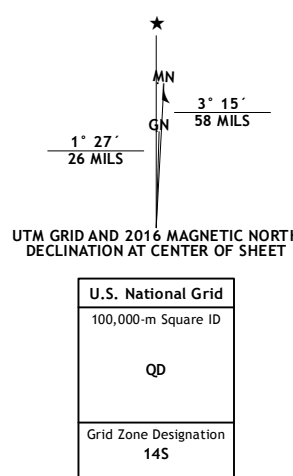 ★
MN
3° 15´
58 MILS
GN
1° 27´
26 MILS
UTM GRID AND 2016 MAGNETIC NORTH
DECLINATION AT CENTER OF SHEET
U.S. National Grid
100,000-m Square ID
QD
Grid Zone Designation
14S